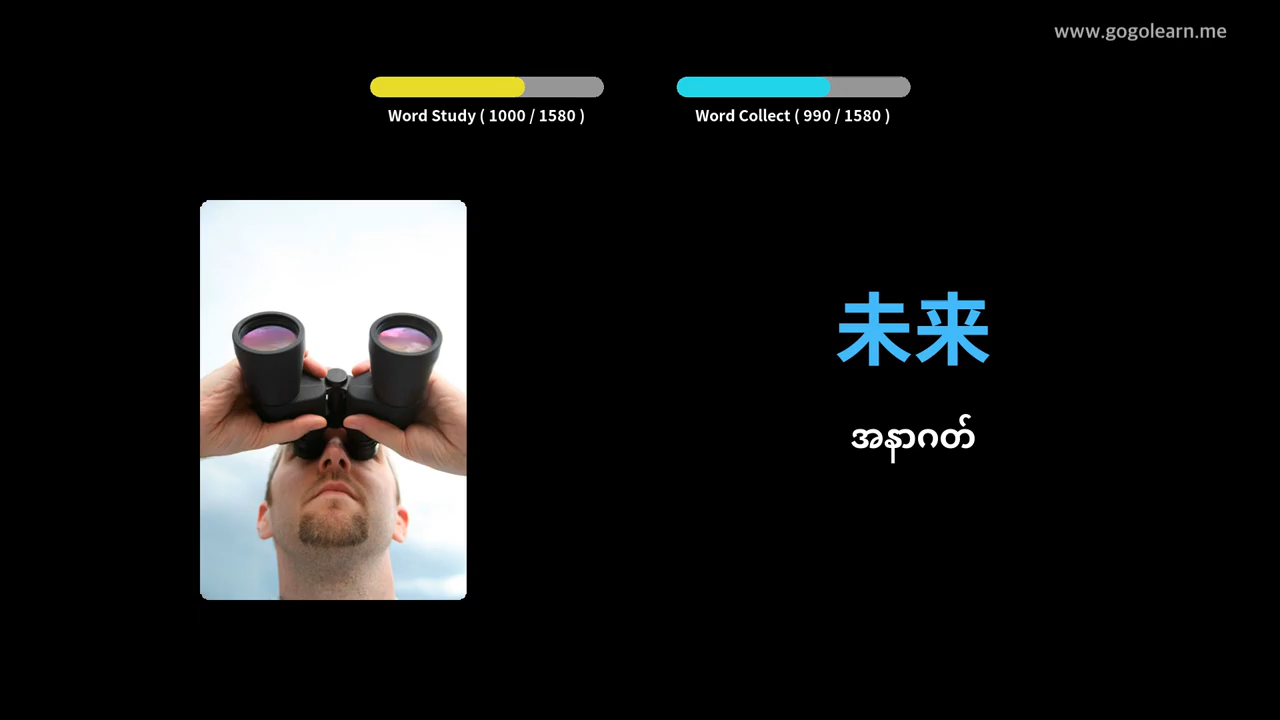 www.gogolearn.me
Word Study ( 1000 / 1580 )
Word Collect ( 990 / 1580 )
未来
အနာဂတ်